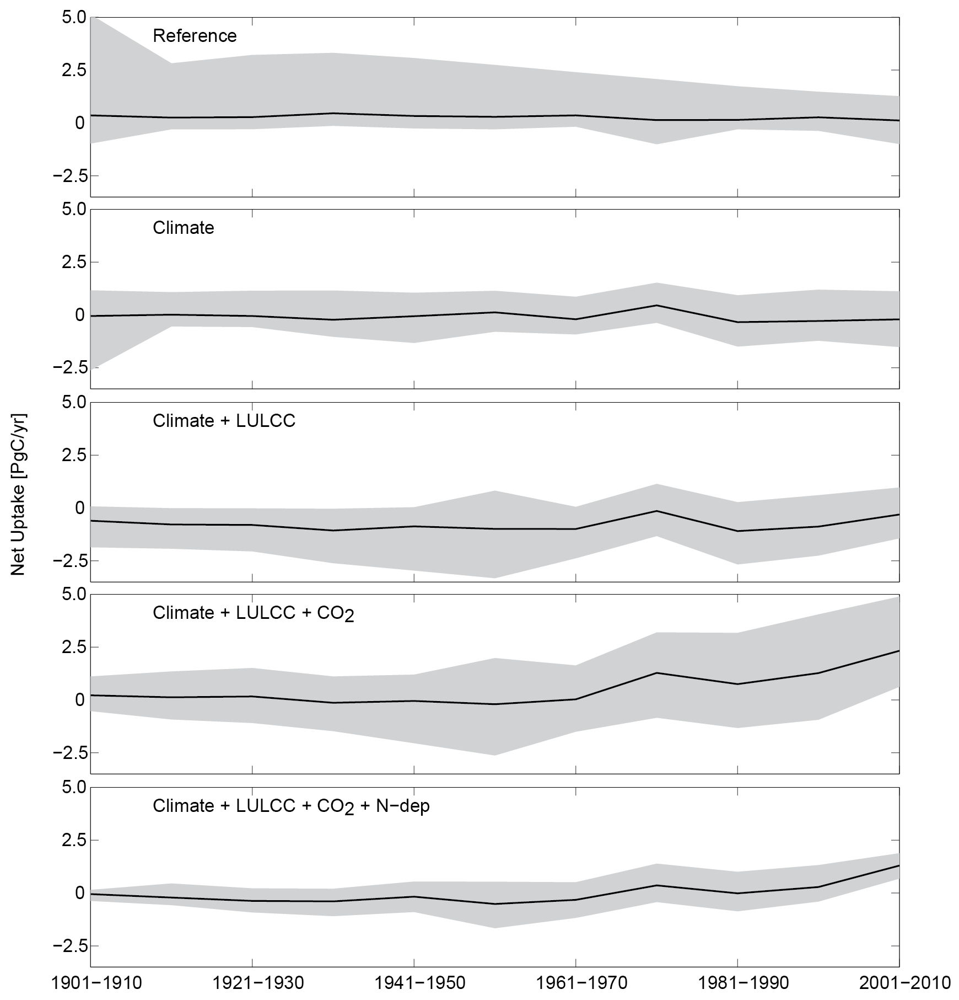 5.0
Reference
2.5
0
−2.5
5.0
Climate
2.5
0
−2.5
5.0
Climate + LULCC
2.5
0
−2.5
Net Uptake [PgC/yr]
5.0
Climate + LULCC + CO2
2.5
0
−2.5
5.0
Climate + LULCC + CO2 + N−dep
2.5
0
−2.5
1901−1910 1921−1930 1941−1950 1961−1970 1981−1990 2001−2010